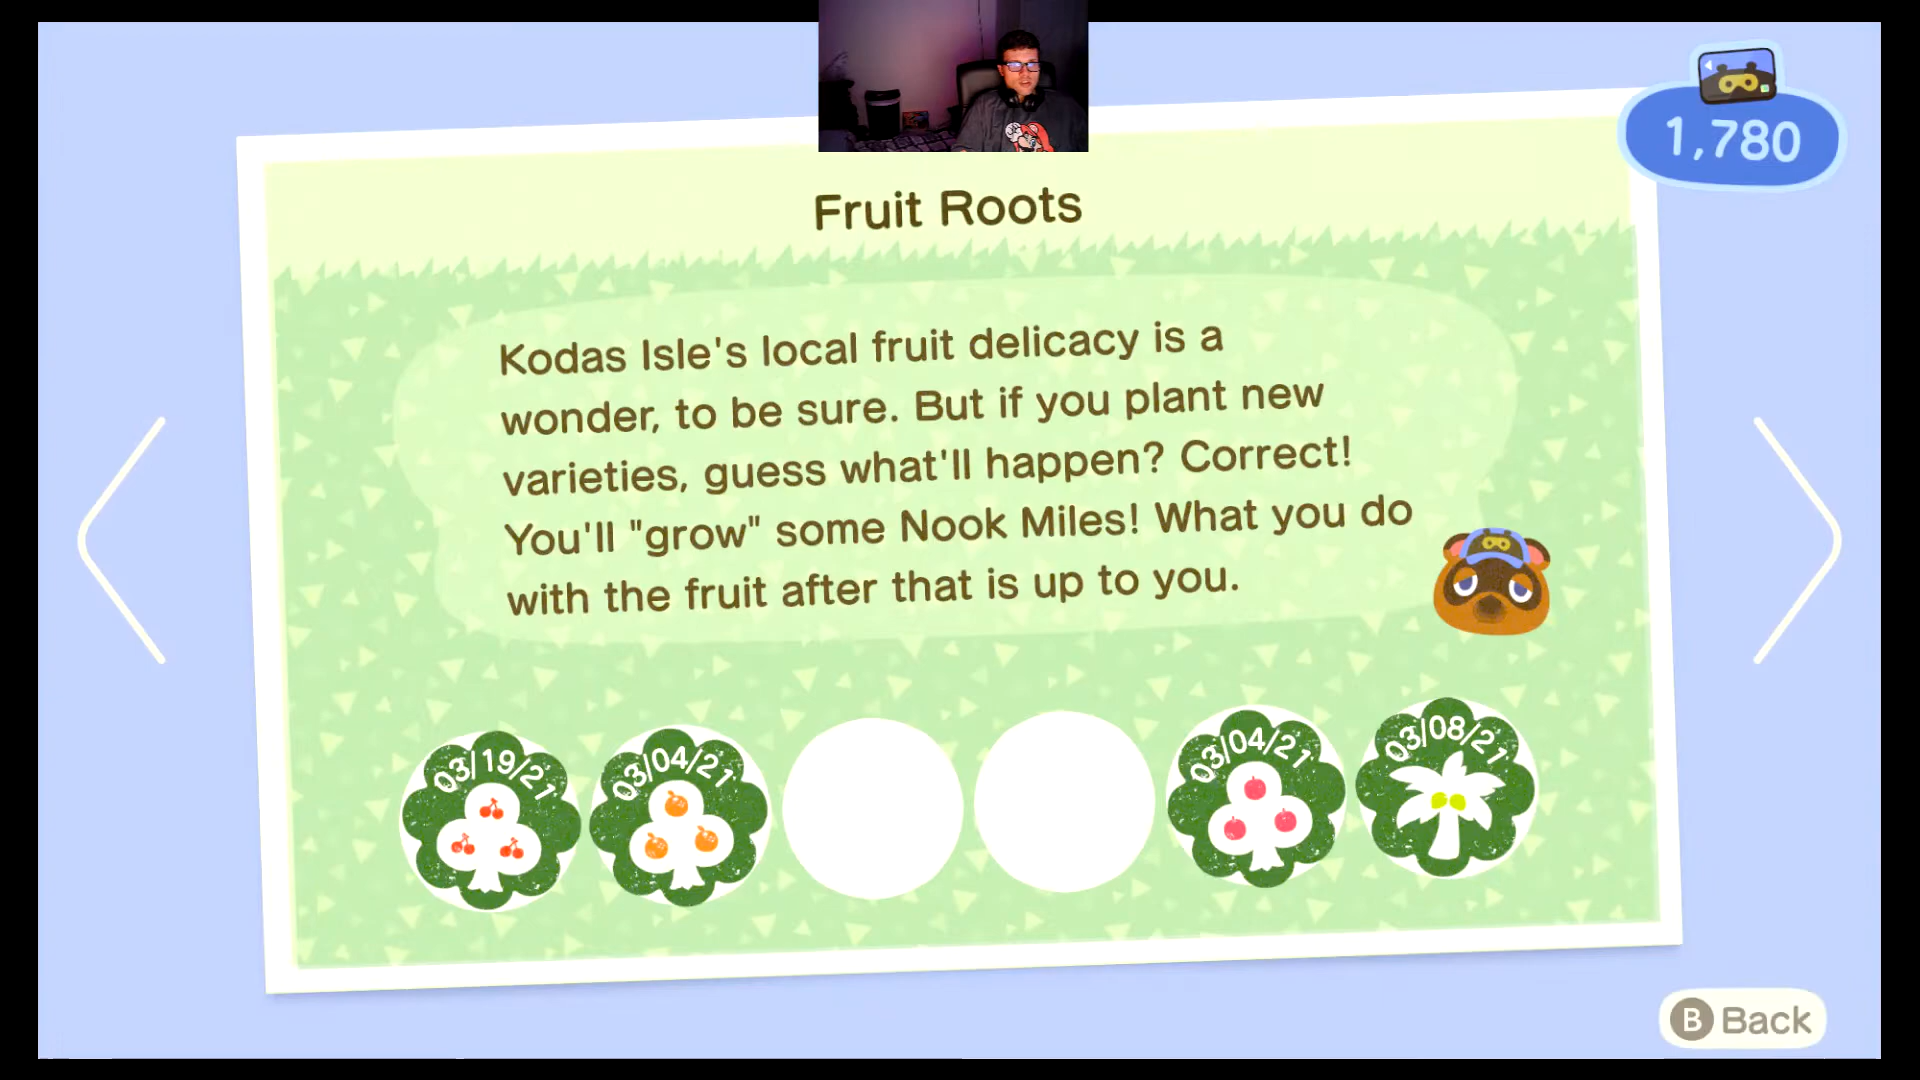 1,780
Fruit Roots
Kodas Isle's local fruit delicacy is a
wonder, to be sure. But if you plant new
varieties, guess what'll happen? Correct!
You'll "grow" some Nook Miles! What you do
with the fruit after that is up to you.
03/19/21
03/04/21
03/04/21
03/08/21
B Back